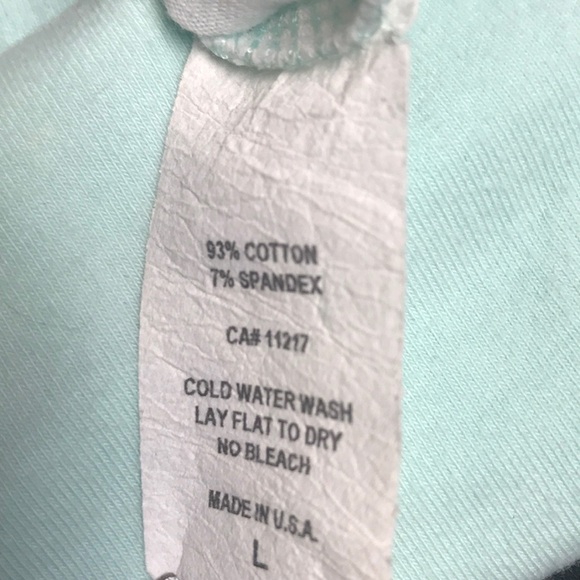 93% COTTON
7% SPANDEX
CA# 11217
COLD WATER WASH
LAY FLAT TO DRY
NO BLEACH
MADE IN U.S.A.
L